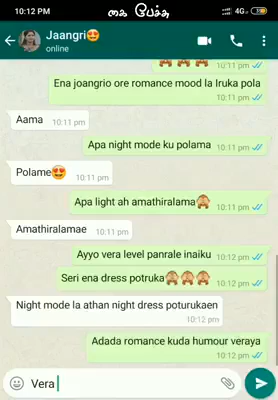 10:12 PM
கை பேச்சு
4G
Jaangri😍
online
10:11 pm
Ena joangrio ore romance mood la Iruka pola
10:11 pm
Aama 10:11 pm
Apa night mode ku polama 10:11 pm
Polame😍 10:11 pm
Apa light ah amathiralama🙈 10:11 pm
Amathiralamae 10:11 pm
Ayyo vera level panrale inaiku 10:12 pm
Seri ena dress potruka🙈🙈🙈 10:12 pm
Night mode la athan night dress poturukaen
10:12 pm
Adada romance kuda humour veraya
10:12 pm
Vera